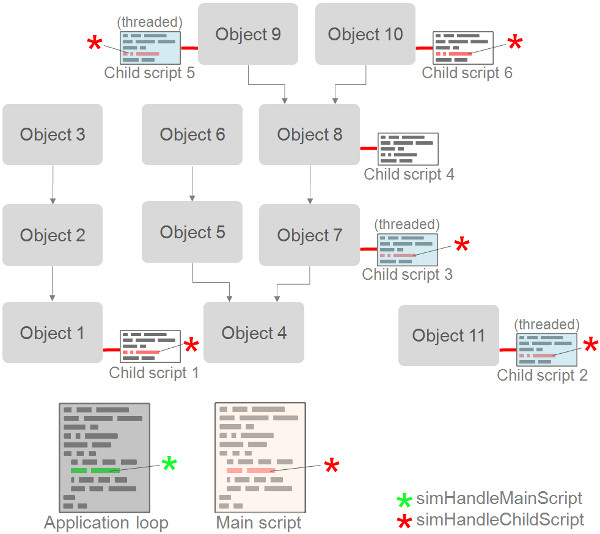 (threaded)
Object 9
Object 10
*
*
Child script 5
Child script 6
Object 3
Object 6
Object 8
Child script 4
Object 2
Object 5
Object 7
(threaded)
*
Child script 3
Object 1
*
Child script 1
Object 4
Object 11
(threaded)
*
Child script 2
*
*
Application loop
Main script
* simHandleMainScript
* simHandleChildScript